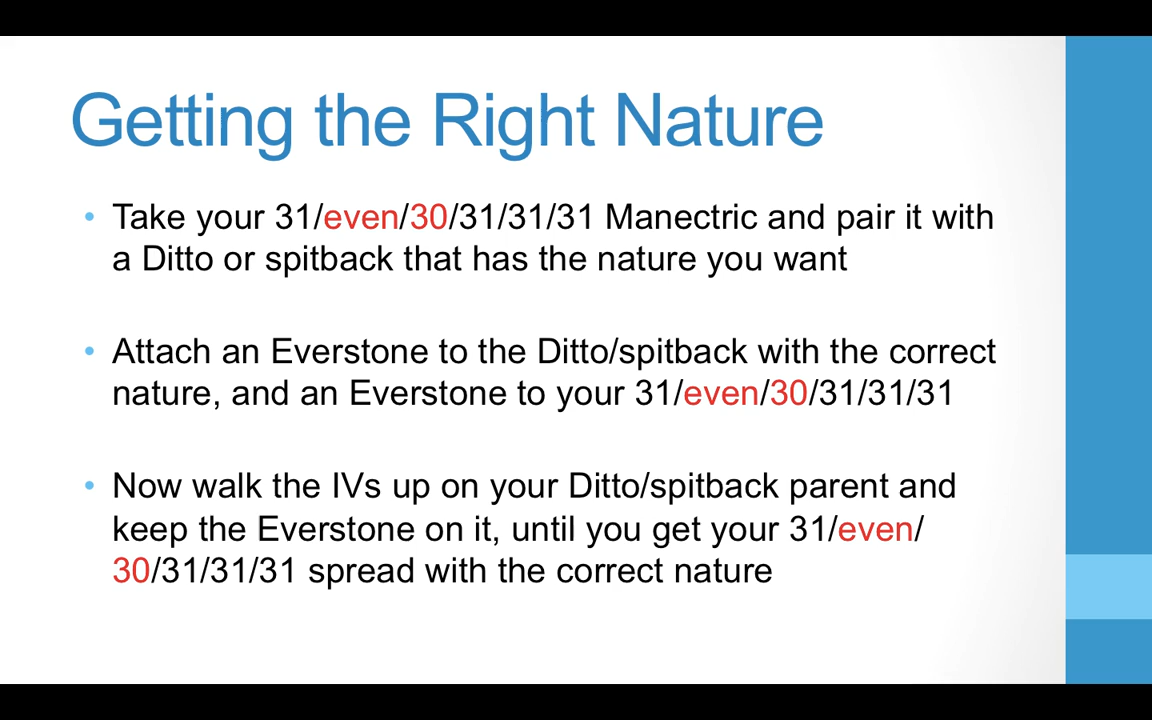 Getting the Right Nature
• Take your 31/even/30/31/31/31 Manectric and pair it with
a Ditto or spitback that has the nature you want
• Attach an Everstone to the Ditto/spitback with the correct
nature, and an Everstone to your 31/even/30/31/31/31
• Now walk the IVs up on your Ditto/spitback parent and
keep the Everstone on it, until you get your 31/even/
30/31/31/31 spread with the correct nature